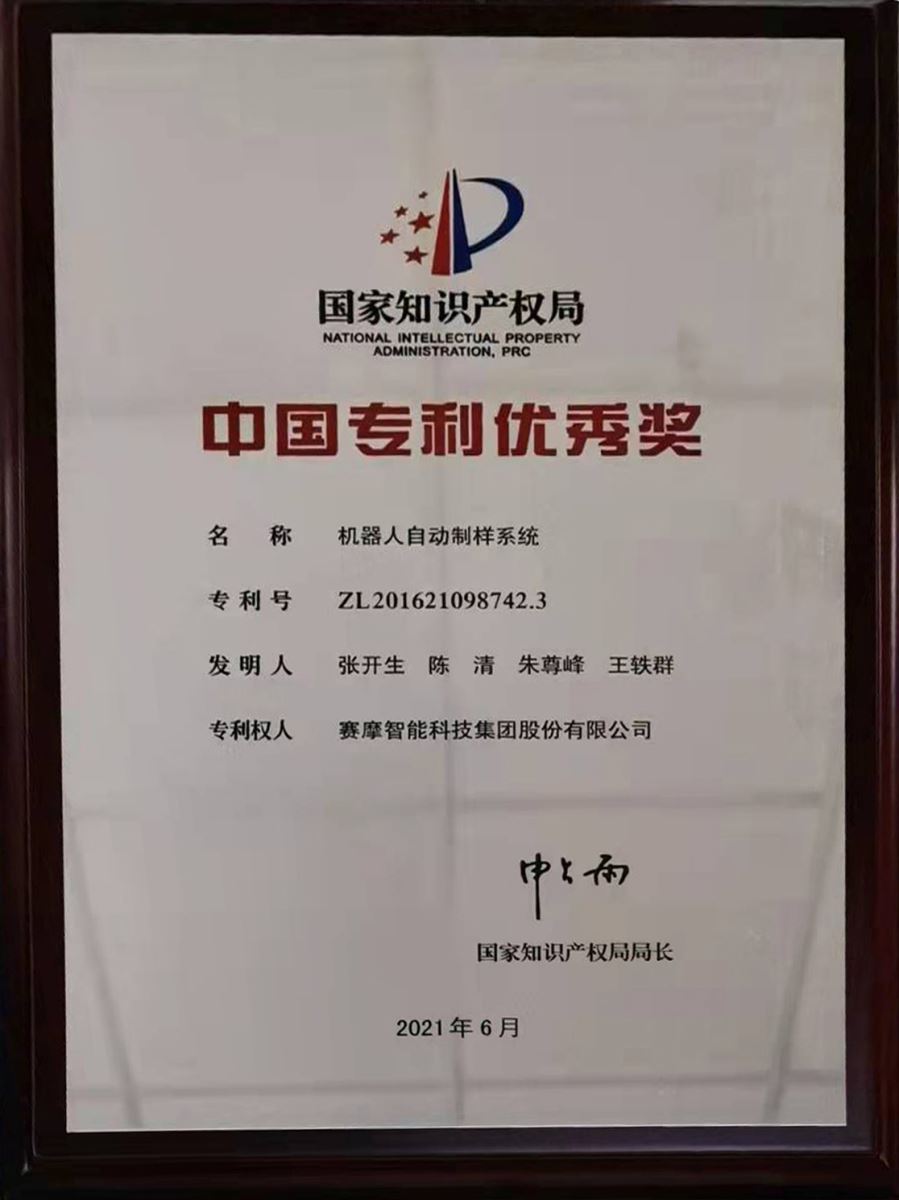 国家知识产权局
NATIONAL INTELLECTUAL PROPERTY
ADMINISTRATION, PRC
中国专利优秀奖
名 称 机器人自动制样系统
专利号 ZL201621098742.3
发明人 张开生 陈 清 朱尊峰 王轶群
专利权人 赛摩智能科技集团股份有限公司
申长雨
国家知识产权局局长
2021年6月